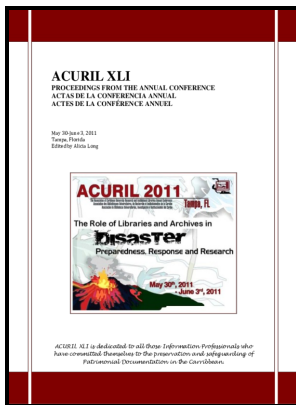 ACURIL XLI
PROCEEDINGS FROM THE ANNUAL CONFERENCE
ACTAS DE LA CONFERENCIA ANNUAL
ACTES DE LA CONFÉRENCE ANNUEL
May 30-June 3, 2011
Tampa, Florida
Edited by Alicia Long
ACURIL 2011
Tampa, FL
The Role of Libraries and Archives in
Disaster
Preparedness, Response and Research
May 30th, 2011
- June 3rd, 2011
ACURIL XLI is dedicated to all those Information Professionals who
have committed themselves to the preservation and safeguarding of
Patrimonial Documentation in the Carribbean.